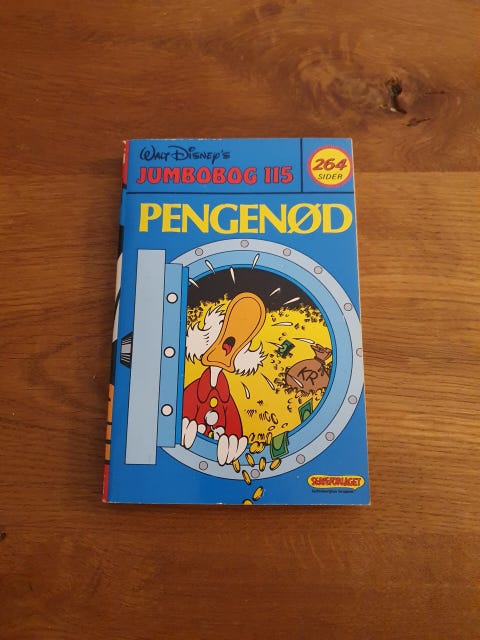 WALT DISNEY'S
JUMBOBOG 115
264
SIDER
PENGENØD
KR
SERIEFORLAGET